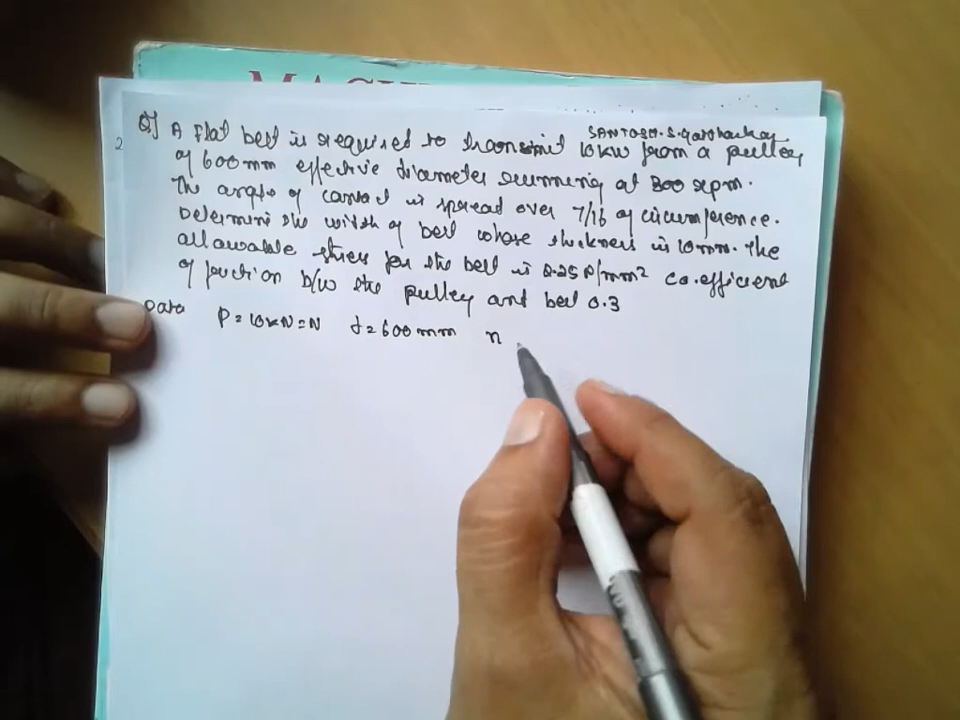 SANTOSH.S.Garbharkay
Q] A Flat belt is required to transmit 10kW from a pulley
2
of 600mm effective diameter running at 300 rpm.
The angle of contact is spread over 7/16 of circumference.
Determine the width of belt whose thickness is 10mm. The
allowable stress for the belt is 2.25 N/mm² co.efficient
of friction b/w the pulley and belt 0.3
Data P = 10kN = N d = 600mm n